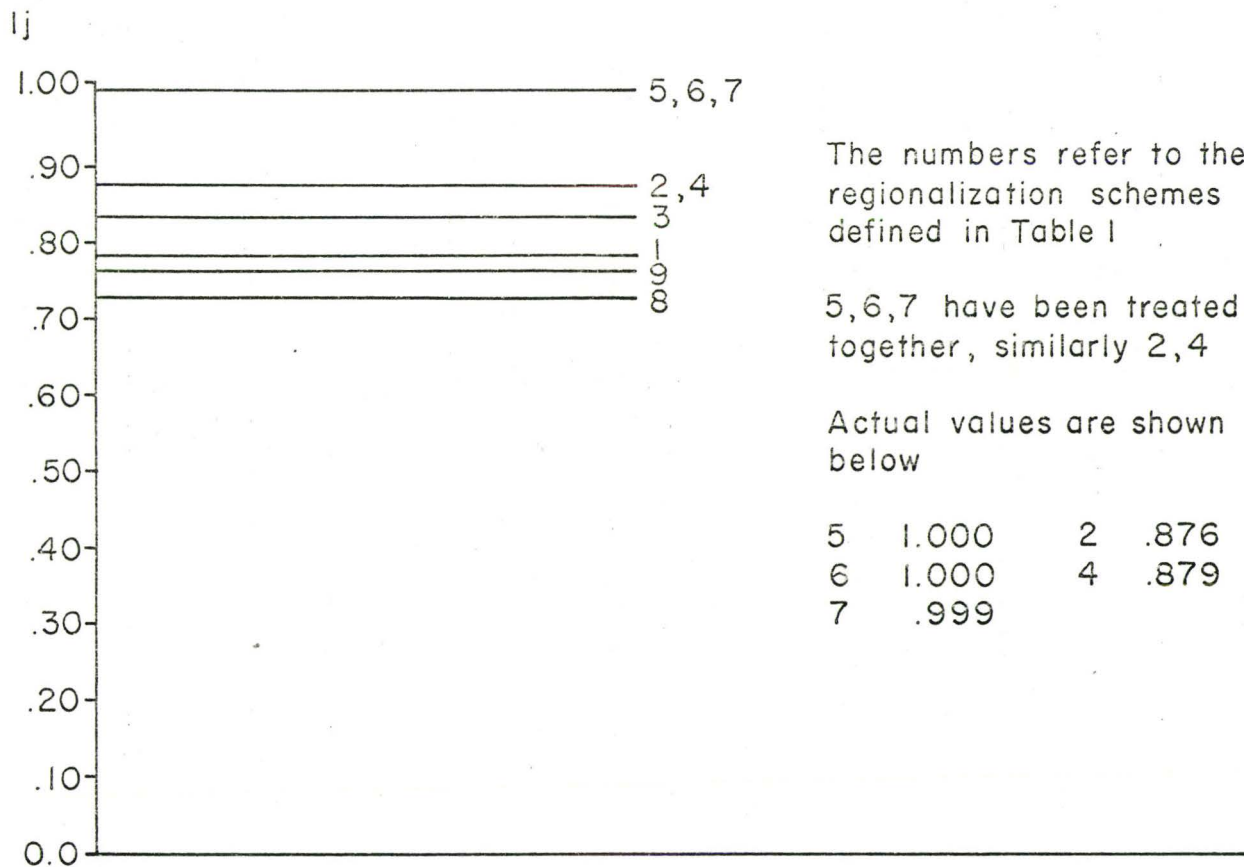 Ij
1.00
.90
.80
.70
.60
.50
.40
.30
.20
.10
0.0
5,6,7
2,4
3
1
9
8
The numbers refer to the
regionalization schemes
defined in Table I
5,6,7 have been treated
together, similarly 2,4
Actual values are shown
below
5 1.000 2 .876
6 1.000 4 .879
7 .999